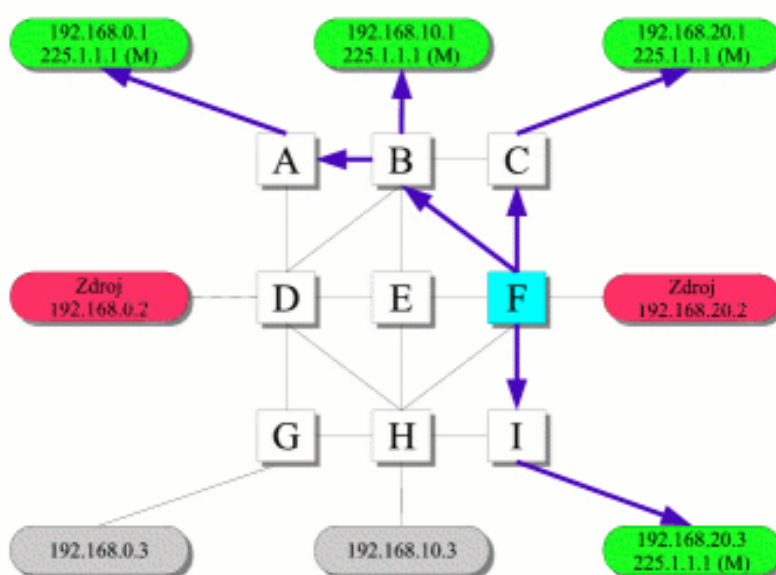 192.168.0.1
225.1.1.1 (M)
192.168.10.1
225.1.1.1 (M)
192.168.20.1
225.1.1.1 (M)
A
B
C
Zdroj
192.168.0.2
D
E
F
Zdroj
192.168.20.2
G
H
I
192.168.0.3
192.168.10.3
192.168.20.3
225.1.1.1 (M)